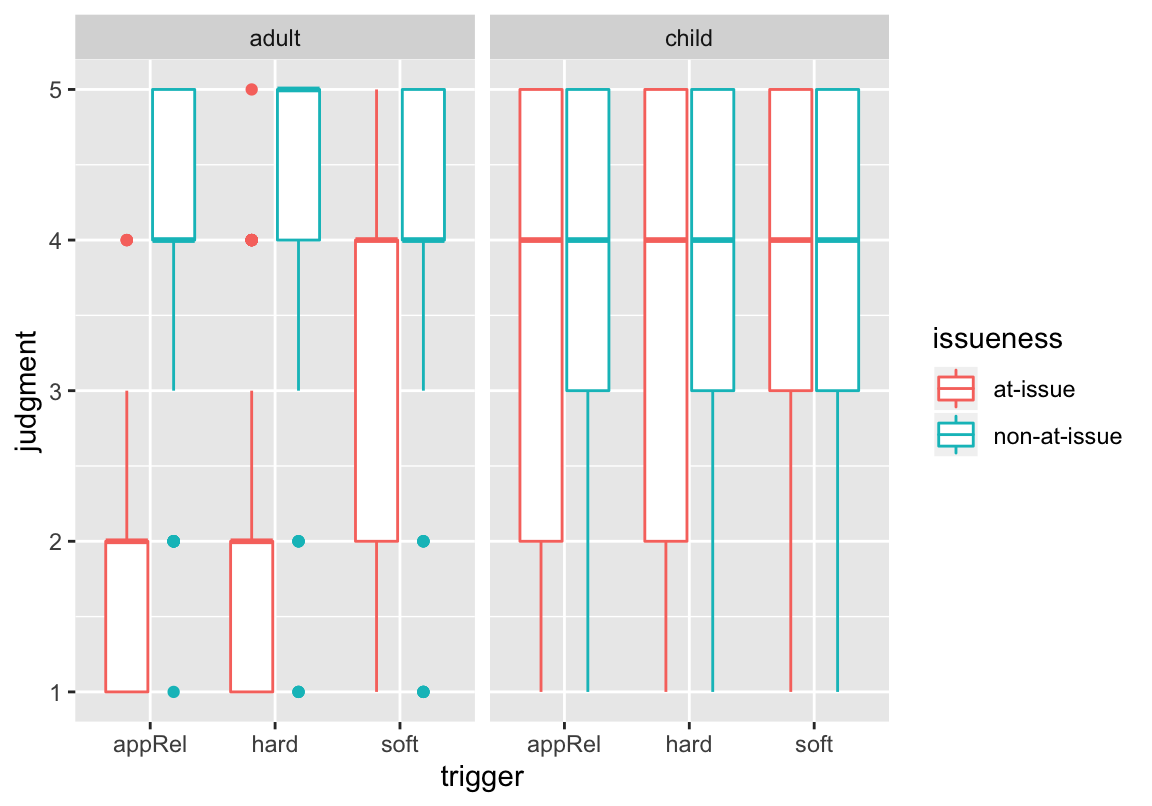 adult
child
5
4
3
2
1
judgment
appRel
hard
soft
appRel
hard
soft
trigger
issueness
at-issue
non-at-issue